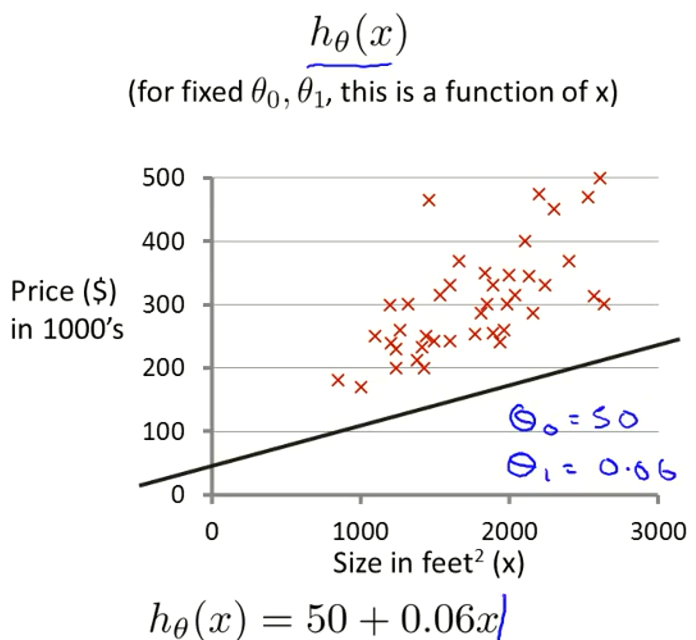 hθ(x)
(for fixed θ₀, θ₁, this is a function of x)
Price ($)
in 1000's
500
400
300
200
100
0
θ₀ = 50
θ₁ = 0.06
0 1000 2000 3000
Size in feet² (x)
hθ(x) = 50 + 0.06x